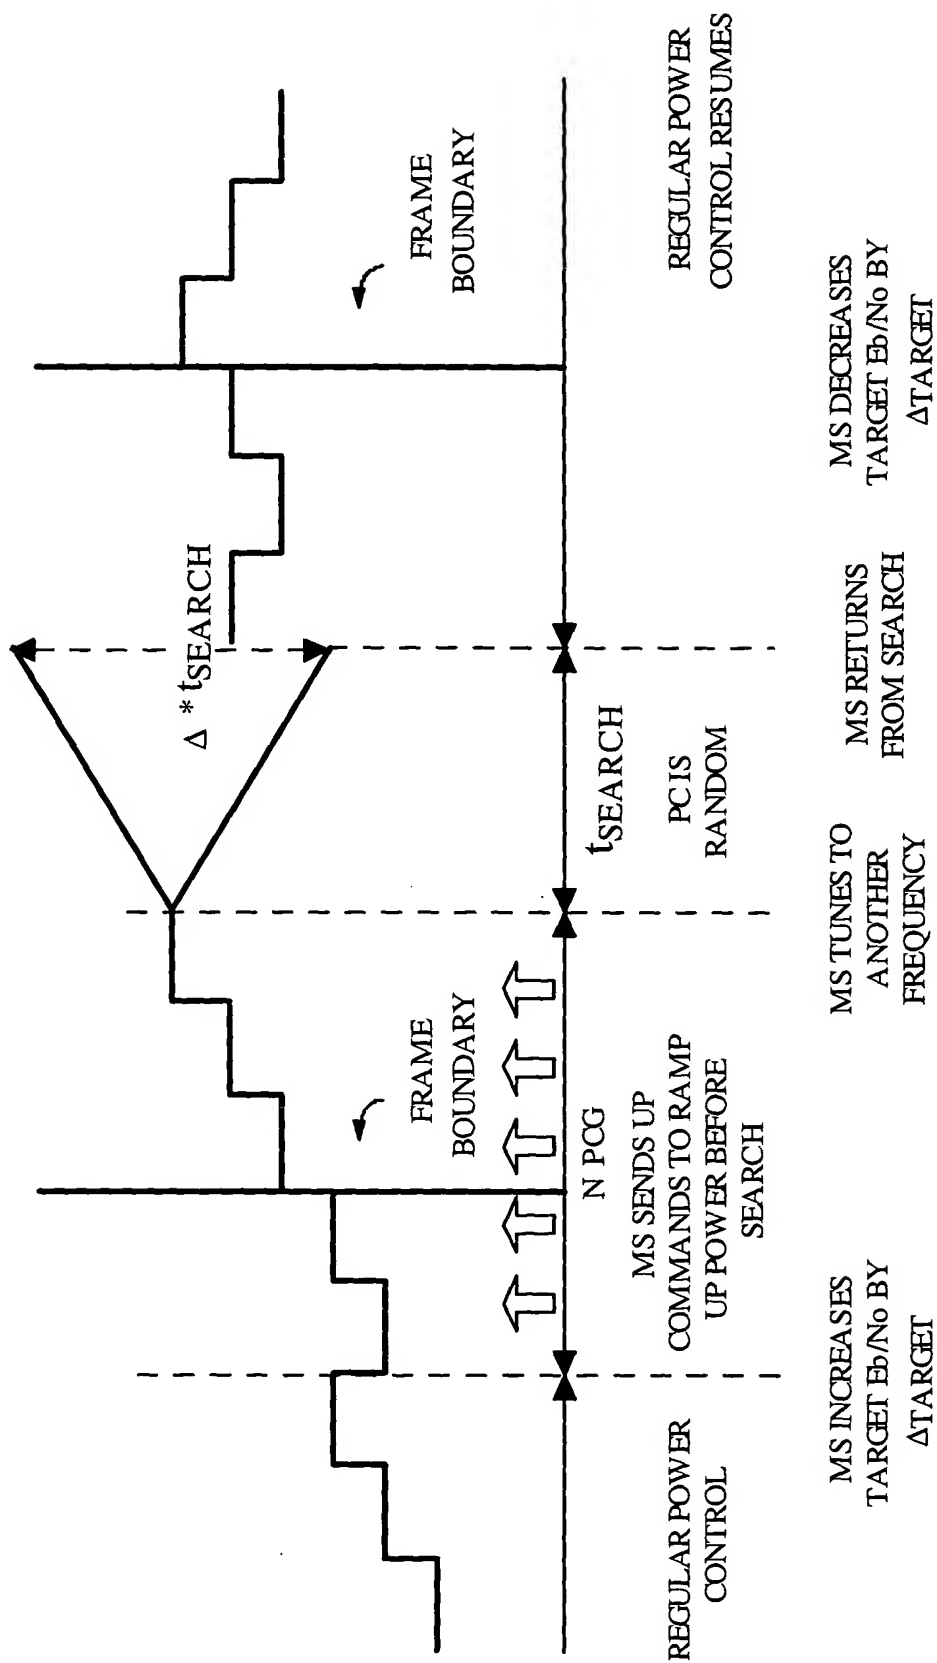 Δ * tSEARCH
FRAME
BOUNDARY
FRAME
BOUNDARY
N PCG
tSEARCH
REGULAR POWER
CONTROL
MS SENDS UP
COMMANDS TO RAMP
UP POWER BEFORE
SEARCH
PC IS
RANDOM
REGULAR POWER
CONTROL RESUMES
MS INCREASES
TARGET Eb/No BY
ΔTARGET
MS TUNES TO
ANOTHER
FREQUENCY
MS RETURNS
FROM SEARCH
MS DECREASES
TARGET Eb/No BY
ΔTARGET